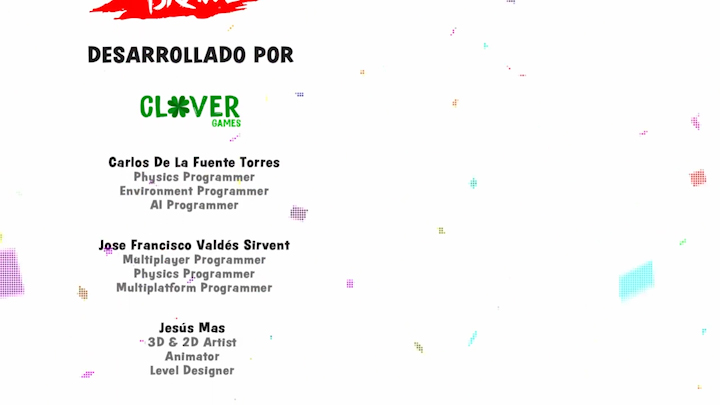 DESARROLLADO POR
CLOVER
GAMES
Carlos De La Fuente Torres
Physics Programmer
Environment Programmer
AI Programmer
Jose Francisco Valdés Sirvent
Multiplayer Programmer
Physics Programmer
Multiplatform Programmer
Jesús Mas
3D & 2D Artist
Animator
Level Designer